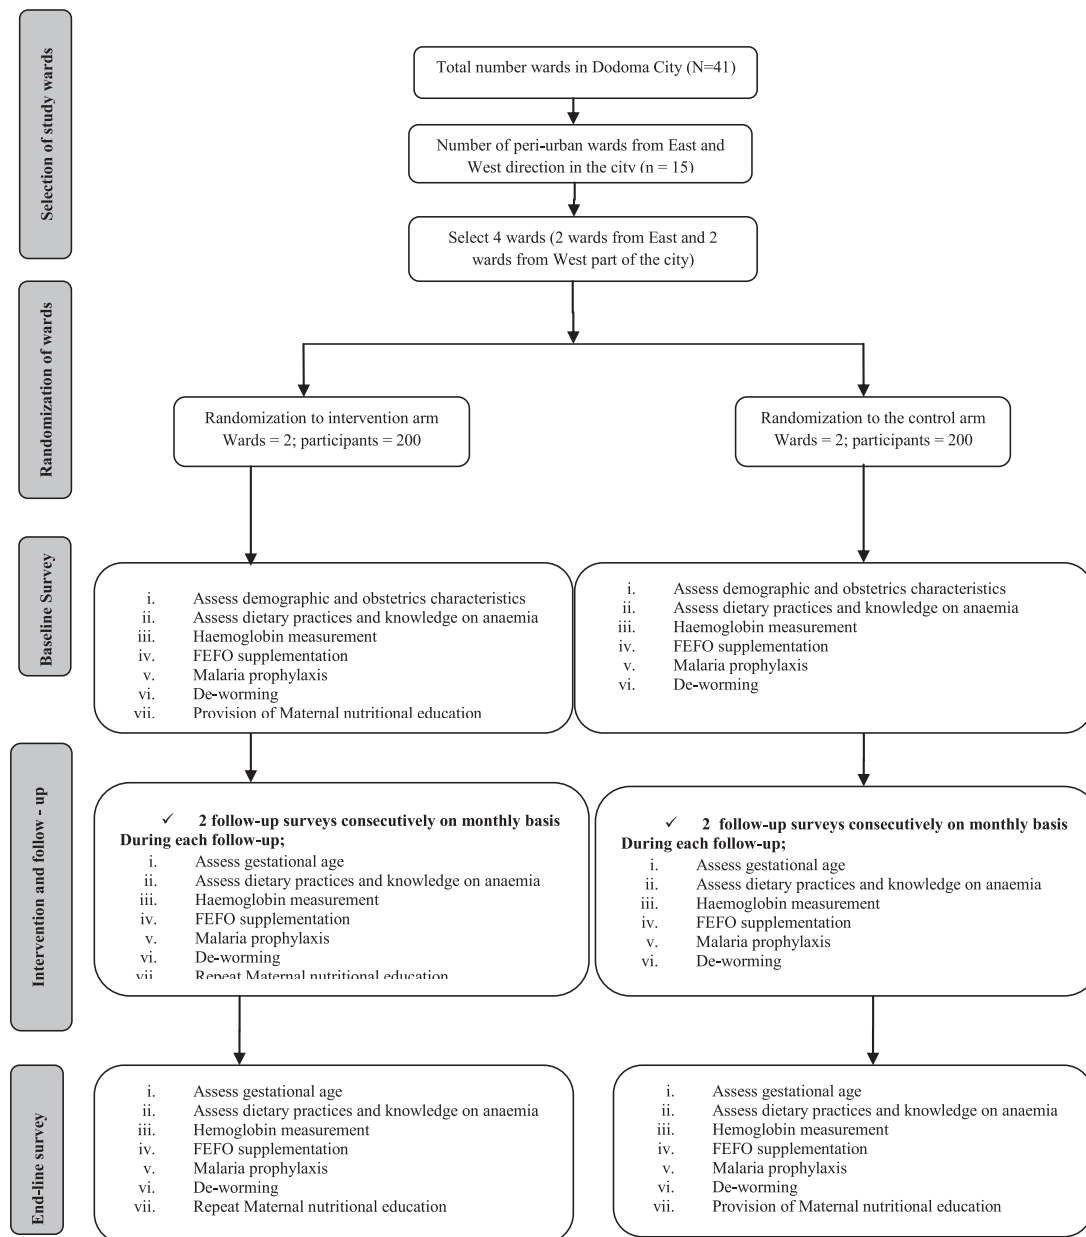 Selection of study wards
Total number wards in Dodoma City (N=41)
Number of peri-urban wards from East and
West direction in the city (n = 15)
Select 4 wards (2 wards from East and 2
wards from West part of the city)
Randomization of wards
Randomization to intervention arm
Wards = 2; participants = 200
Randomization to the control arm
Wards = 2; participants = 200
Baseline Survey
i. Assess demographic and obstetrics characteristics
ii. Assess dietary practices and knowledge on anaemia
iii. Haemoglobin measurement
iv. FEFO supplementation
v. Malaria prophylaxis
vi. De-worming
vii. Provision of Maternal nutritional education
i. Assess demographic and obstetrics characteristics
ii. Assess dietary practices and knowledge on anaemia
iii. Haemoglobin measurement
iv. FEFO supplementation
v. Malaria prophylaxis
vi. De-worming
Intervention and follow - up
✓ 2 follow-up surveys consecutively on monthly basis
During each follow-up;
i. Assess gestational age
ii. Assess dietary practices and knowledge on anaemia
iii. Haemoglobin measurement
iv. FEFO supplementation
v. Malaria prophylaxis
vi. De-worming
vii. Repeat Maternal nutritional education
✓ 2 follow-up surveys consecutively on monthly basis
During each follow-up;
i. Assess gestational age
ii. Assess dietary practices and knowledge on anaemia
iii. Haemoglobin measurement
iv. FEFO supplementation
v. Malaria prophylaxis
vi. De-worming
End-line survey
i. Assess gestational age
ii. Assess dietary practices and knowledge on anaemia
iii. Hemoglobin measurement
iv. FEFO supplementation
v. Malaria prophylaxis
vi. De-worming
vii. Repeat Maternal nutritional education
i. Assess gestational age
ii. Assess dietary practices and knowledge on anaemia
iii. Hemoglobin measurement
iv. FEFO supplementation
v. Malaria prophylaxis
vi. De-worming
vii. Provision of Maternal nutritional education